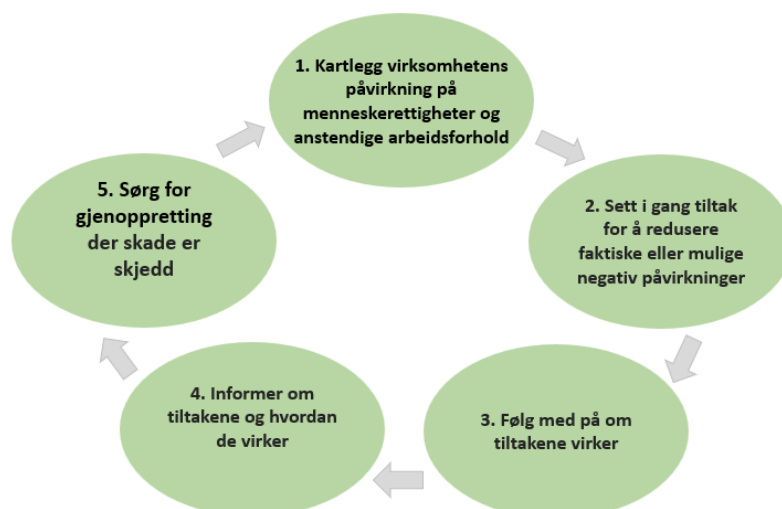 1. Kartlegg virksomhetens
påvirkning på
menneskerettigheter og
anstendige arbeidsforhold
2. Sett i gang tiltak
for å redusere
faktiske eller mulige
negativ påvirkninger
3. Følg med på om
tiltakene virker
4. Informer om
tiltakene og hvordan
de virker
5. Sørg for
gjenoppretting
der skade er
skjedd